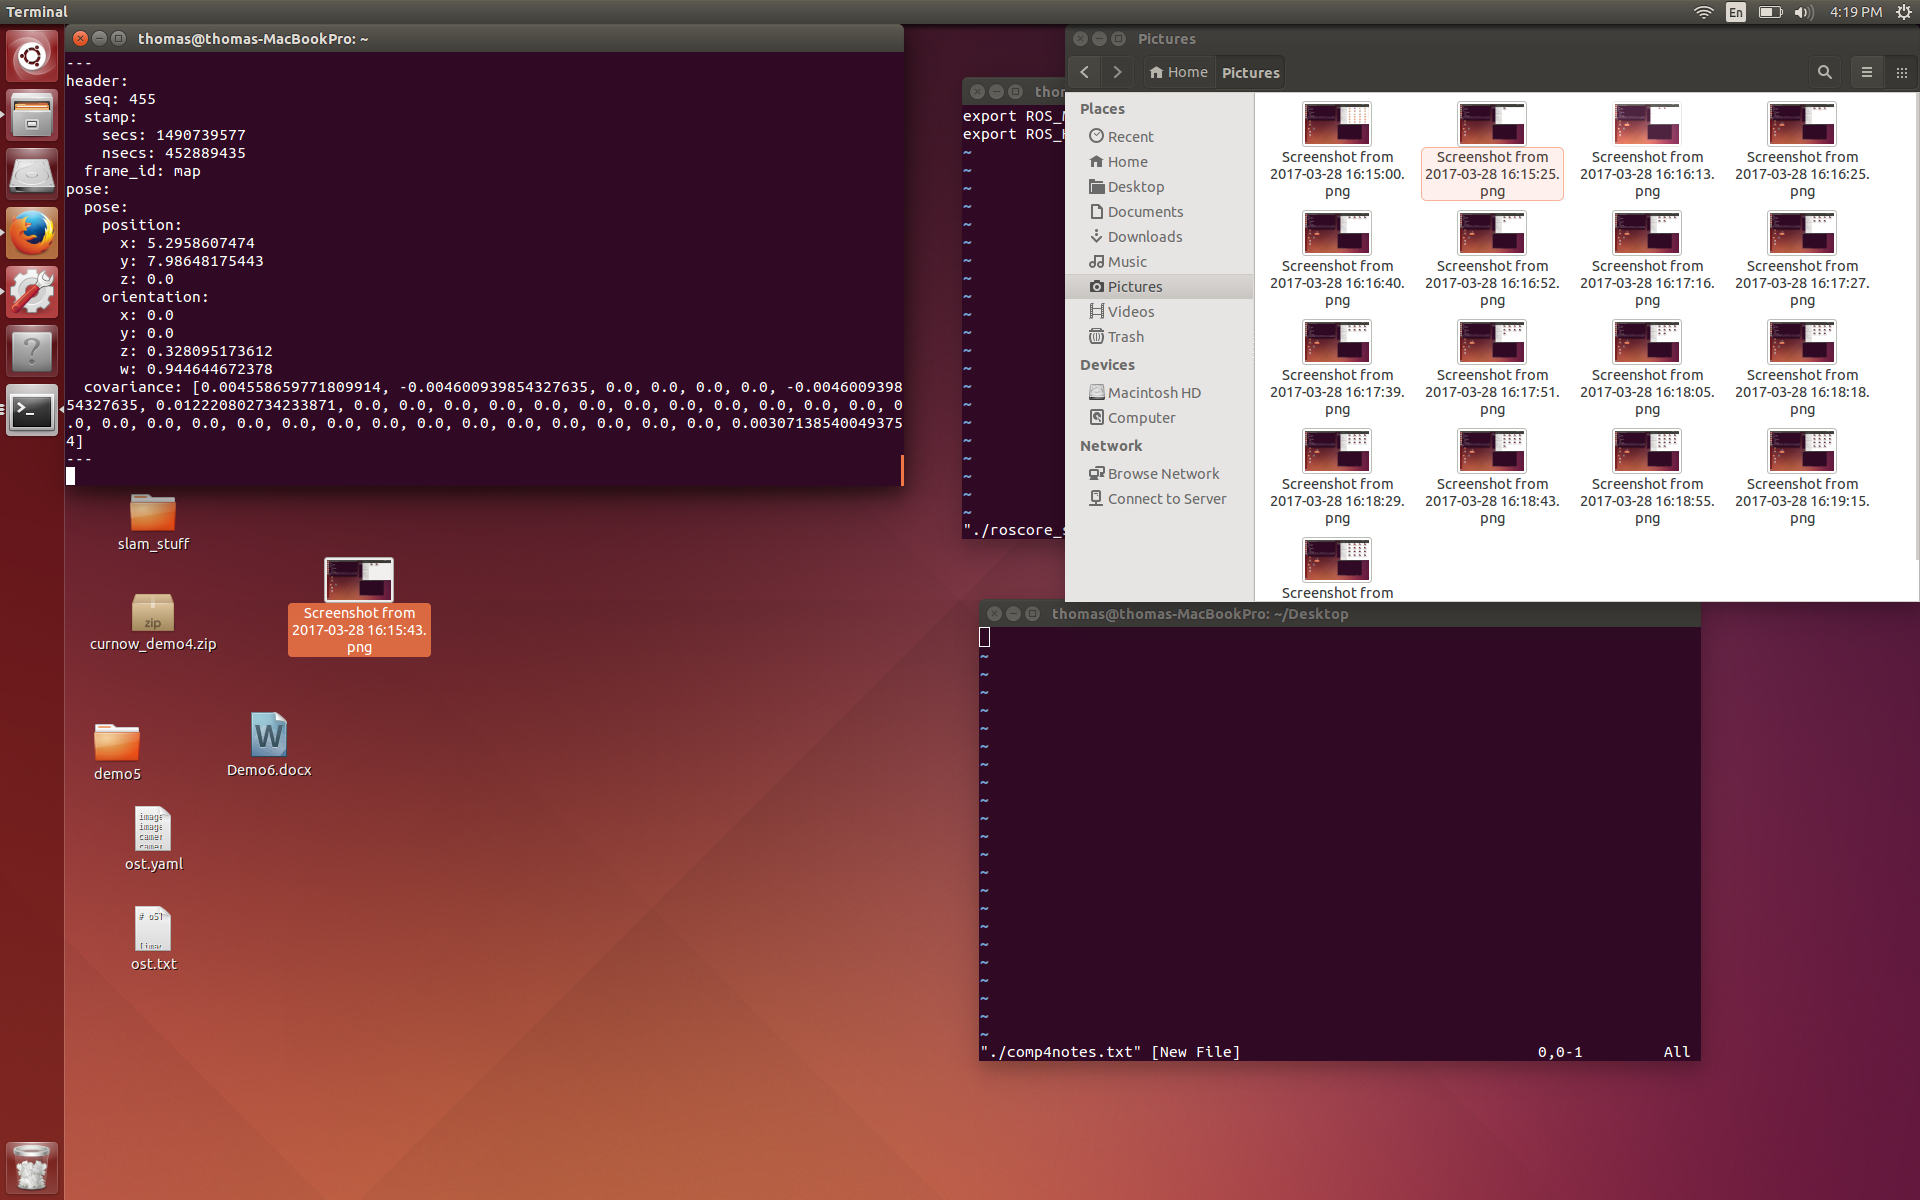 Terminal
En
4:19 PM
thomas@thomas-MacBookPro: ~
---
header:
  seq: 455
  stamp:
    secs: 1490739577
    nsecs: 452889435
  frame_id: map
pose:
  pose:
    position:
      x: 5.2958607474
      y: 7.98648175443
      z: 0.0
    orientation:
      x: 0.0
      y: 0.0
      z: 0.328095173612
      w: 0.944644672378
  covariance: [0.004558659771809914, -0.004600939854327635, 0.0, 0.0, 0.0, 0.0, -0.0046009398
54327635, 0.012220802734233871, 0.0, 0.0, 0.0, 0.0, 0.0, 0.0, 0.0, 0.0, 0.0, 0.0, 0.0, 0.0, 0
.0, 0.0, 0.0, 0.0, 0.0, 0.0, 0.0, 0.0, 0.0, 0.0, 0.0, 0.0, 0.0, 0.0, 0.0, 0.00307138540049375
4]
---
slam_stuff
curnow_demo4.zip
zip
Screenshot from
2017-03-28 16:15:43.
png
demo5
W
Demo6.docx
ost.yaml
ost.txt
export ROS_
export ROS_
"./roscore_
Pictures
Home
Pictures
Places
Recent
Home
Desktop
Documents
Downloads
Music
Pictures
Videos
Trash
Devices
Macintosh HD
Computer
Network
Browse Network
Connect to Server
Screenshot from
2017-03-28 16:15:00.
png
Screenshot from
2017-03-28 16:15:25.
png
Screenshot from
2017-03-28 16:16:13.
png
Screenshot from
2017-03-28 16:16:25.
png
Screenshot from
2017-03-28 16:16:40.
png
Screenshot from
2017-03-28 16:16:52.
png
Screenshot from
2017-03-28 16:17:16.
png
Screenshot from
2017-03-28 16:17:27.
png
Screenshot from
2017-03-28 16:17:39.
png
Screenshot from
2017-03-28 16:17:51.
png
Screenshot from
2017-03-28 16:18:05.
png
Screenshot from
2017-03-28 16:18:18.
png
Screenshot from
2017-03-28 16:18:29.
png
Screenshot from
2017-03-28 16:18:43.
png
Screenshot from
2017-03-28 16:18:55.
png
Screenshot from
2017-03-28 16:19:15.
png
Screenshot from
thomas@thomas-MacBookPro: ~/Desktop
"./comp4notes.txt" [New File]
0,0-1
All